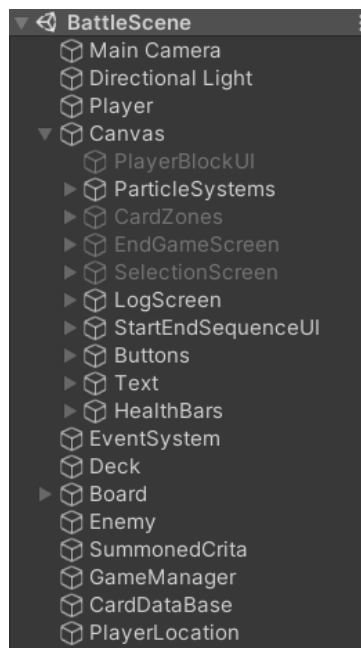 BattleScene
Main Camera
Directional Light
Player
Canvas
PlayerBlockUI
ParticleSystems
CardZones
EndGameScreen
SelectionScreen
LogScreen
StartEndSequenceUI
Buttons
Text
HealthBars
EventSystem
Deck
Board
Enemy
SummonedCrita
GameManager
CardDataBase
PlayerLocation